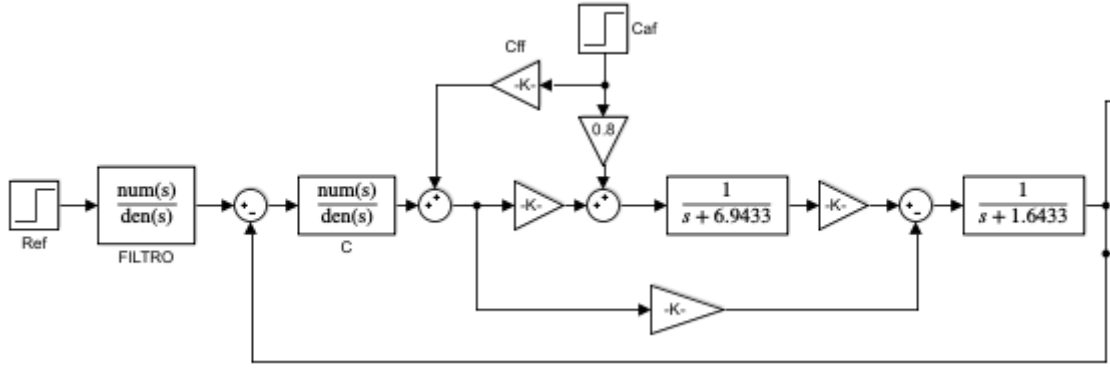 Caf
Cff
-K-
0.8
num(s)
den(s)
+
-
num(s)
den(s)
+
+
-K-
+
+
1
s + 6.9433
-K-
+
-
1
s + 1.6433
Ref
FILTRO
C
-K-